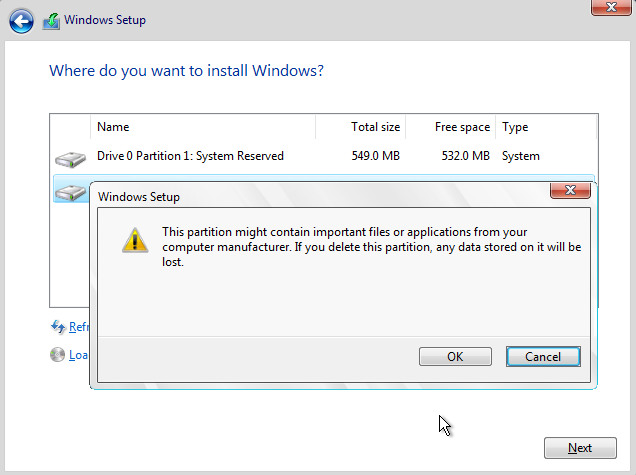 Windows Setup
Where do you want to install Windows?
Name Total size Free space Type
Drive 0 Partition 1: System Reserved 549.0 MB 532.0 MB System
Windows Setup
This partition might contain important files or applications from your
computer manufacturer. If you delete this partition, any data stored on it will be
lost.
Refr
Loa
OK Cancel
Next